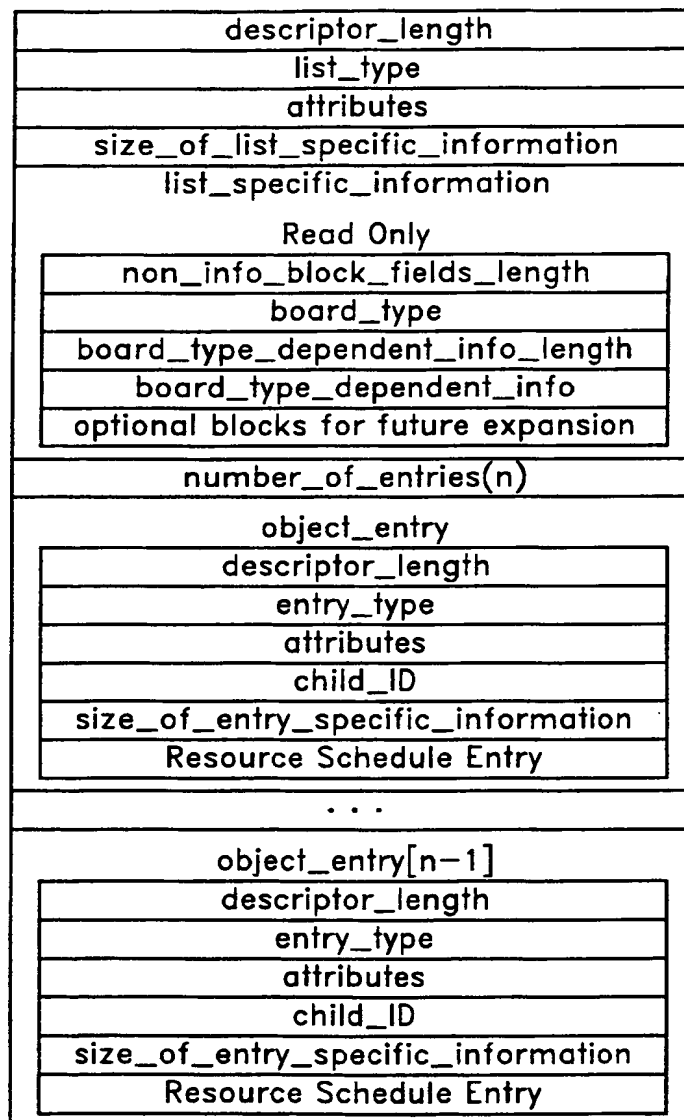 descriptor_length
list_type
attributes
size_of_list_specific_information
list_specific_information
Read Only
non_info_block_fields_length
board_type
board_type_dependent_info_length
board_type_dependent_info
optional blocks for future expansion
number_of_entries(n)
object_entry
descriptor_length
entry_type
attributes
child_ID
size_of_entry_specific_information
Resource Schedule Entry
. . .
object_entry[n-1]
descriptor_length
entry_type
attributes
child_ID
size_of_entry_specific_information
Resource Schedule Entry